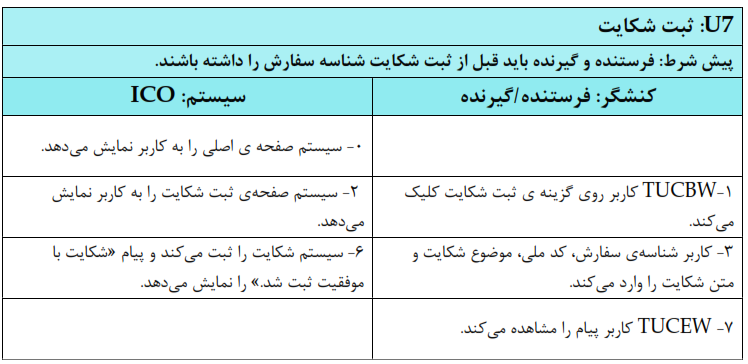 U7: ثبت شکایت
پیش شرط: فرستنده و گیرنده باید قبل از ثبت شکایت شناسه سفارش را داشته باشند.
کنشگر: فرستنده/گیرنده
سیستم: ICO
۰- سیستم صفحه ی اصلی را به کاربر نمایش می‌دهد.
۱-TUCBW کاربر روی گزینه ی ثبت شکایت کلیک
می‌کند.
۲- سیستم صفحه‌ی ثبت شکایت را به کاربر نمایش
می‌دهد.
۳- کاربر شناسه‌ی سفارش، کد ملی، موضوع شکایت و
متن شکایت را وارد می‌کند.
۶- سیستم شکایت را ثبت می‌کند و پیام «شکایت با
موفقیت ثبت شد.» را نمایش می‌دهد.
۷- TUCEW کاربر پیام را مشاهده می‌کند.